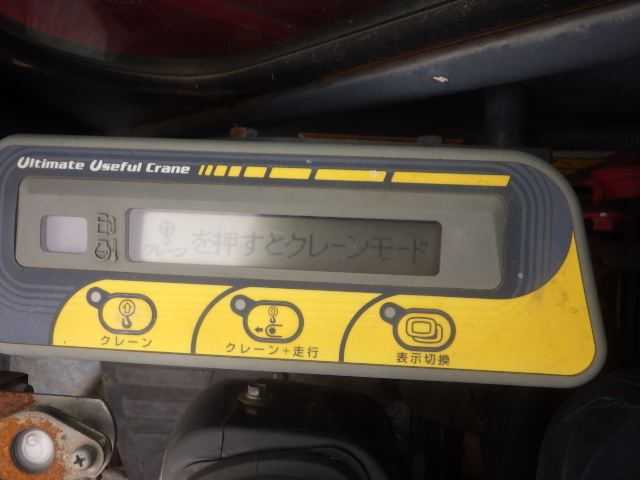 Ultimate Useful Crane
クレーン を押すとクレーンモード
クレーン
クレーン+走行
表示切換